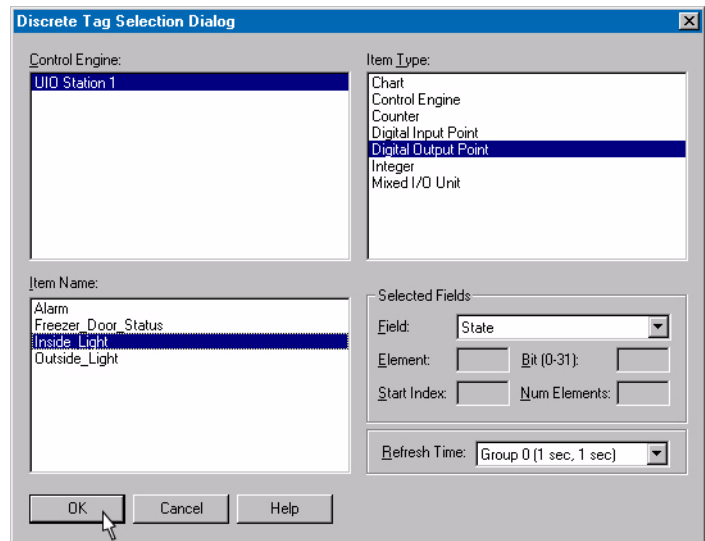 Discrete Tag Selection Dialog
Control Engine:
UIO Station 1
Item Type:
Chart
Control Engine
Counter
Digital Input Point
Digital Output Point
Integer
Mixed I/O Unit
Item Name:
Alarm
Freezer_Door_Status
Inside_Light
Outside_Light
Selected Fields
Field: State
Element: Bit (0-31):
Start Index: Num Elements:
Refresh Time: Group 0 (1 sec, 1 sec)
OK Cancel Help